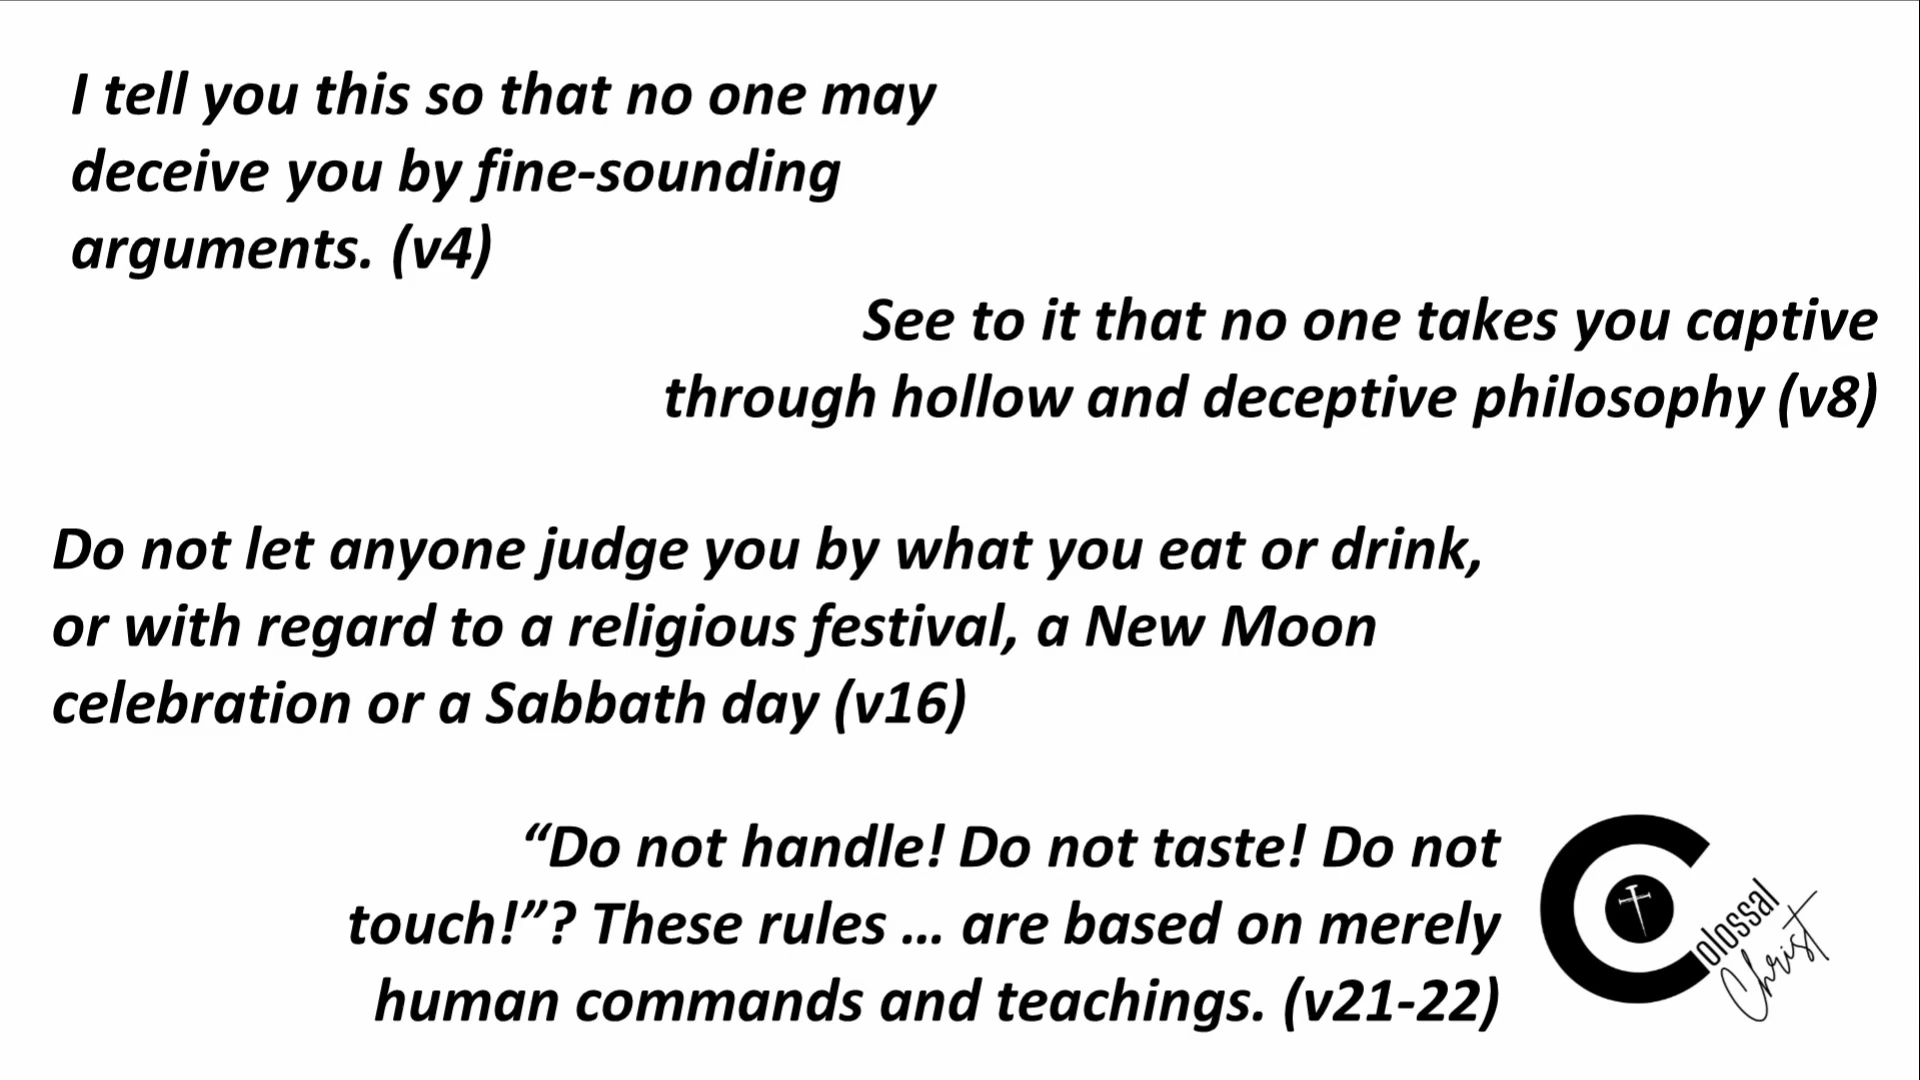 I tell you this so that no one may
deceive you by fine-sounding
arguments. (v4)
See to it that no one takes you captive
through hollow and deceptive philosophy (v8)
Do not let anyone judge you by what you eat or drink,
or with regard to a religious festival, a New Moon
celebration or a Sabbath day (v16)
“Do not handle! Do not taste! Do not
touch!”? These rules … are based on merely
human commands and teachings. (v21-22)
Colossal
Christ